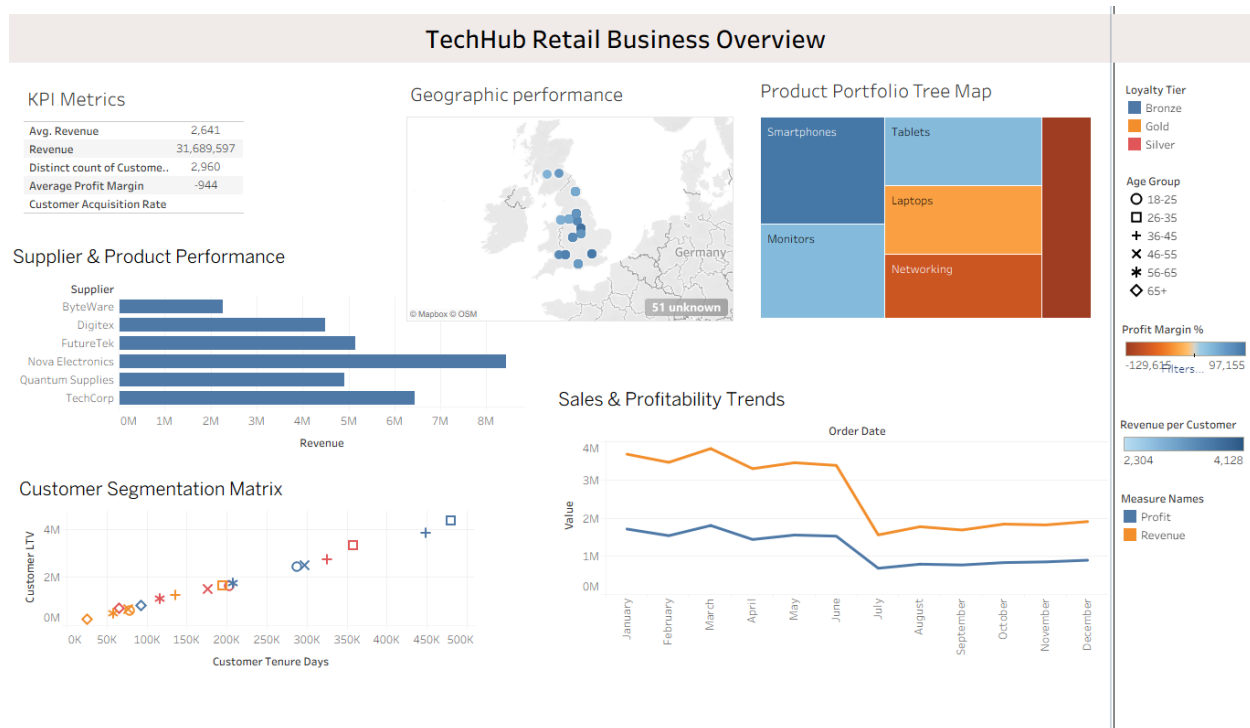 TechHub Retail Business Overview
KPI Metrics
Avg. Revenue 2,641
Revenue 31,689,597
Distinct count of Custome.. 2,960
Average Profit Margin -944
Customer Acquisition Rate
Geographic performance
Germany
51 unknown
© Mapbox © OSM
Product Portfolio Tree Map
Smartphones
Tablets
Laptops
Monitors
Networking
Supplier & Product Performance
Supplier
ByteWare
Digitex
FutureTek
Nova Electronics
Quantum Supplies
TechCorp
0M 1M 2M 3M 4M 5M 6M 7M 8M
Revenue
Customer Segmentation Matrix
Customer LTV
4M
2M
0M
0K 50K 100K 150K 200K 250K 300K 350K 400K 450K 500K
Customer Tenure Days
Sales & Profitability Trends
Order Date
Value
4M
3M
2M
1M
0M
January
February
March
April
May
June
July
August
September
October
November
December
Loyalty Tier
Bronze
Gold
Silver
Age Group
18-25
26-35
36-45
46-55
56-65
65+
Profit Margin %
-129,615 97,155
Filters...
Revenue per Customer
2,304 4,128
Measure Names
Profit
Revenue